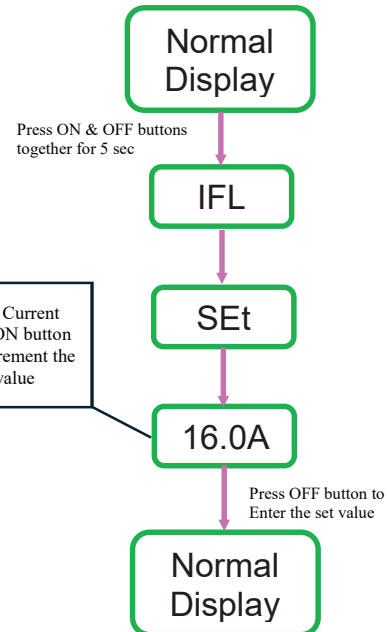 Normal
Display
Press ON & OFF buttons
together for 5 sec
IFL
SEt
Current
ON button
the
value
16.0A
Press OFF button to
Enter the set value
Normal
Display